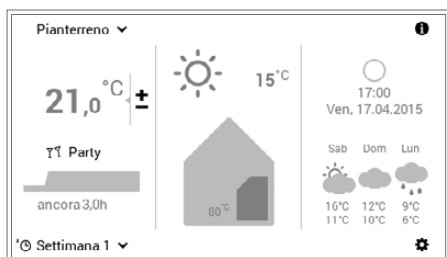 Pianterreno
21,0 °C ±
Party
ancora 3,0h
Settimana 1
15°C
80°C
17:00
Ven, 17.04.2015
Sab Dom Lun
16°C 12°C 9°C
11°C 10°C 6°C